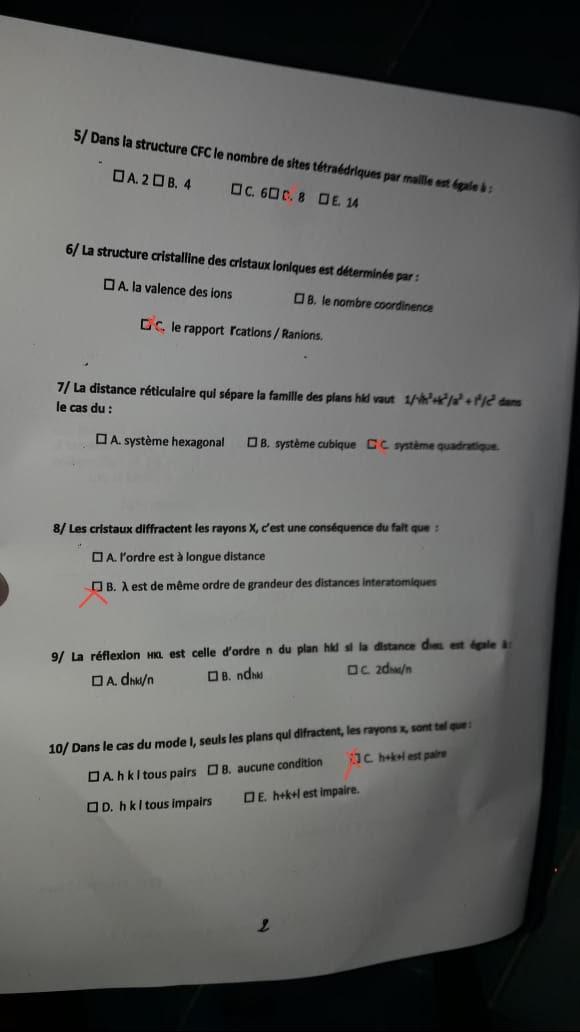 5/ Dans la structure CFC le nombre de sites tétraédriques par maille est égale à :
☐ A. 2 ☐ B. 4 ☐ C. 6 ☐ D. 8 ☐ E. 14
6/ La structure cristalline des cristaux ioniques est déterminée par :
☐ A. la valence des ions ☐ B. le nombre coordinence
☐ C. le rapport rcations / Ranions.
7/ La distance réticulaire qui sépare la famille des plans hkl vaut 1/√h²+k²/a² + l²/c² dans
le cas du :
☐ A. système hexagonal ☐ B. système cubique ☐ C. système quadratique.
8/ Les cristaux diffractent les rayons X, c'est une conséquence du fait que :
☐ A. l'ordre est à longue distance
☐ B. λ est de même ordre de grandeur des distances interatomiques
9/ La réflexion HKL est celle d'ordre n du plan hkl si la distance dHKL est égale à:
☐ A. dhkl/n ☐ B. ndhkl ☐ C. 2dhkl/n
10/ Dans le cas du mode I, seuls les plans qui difractent, les rayons x, sont tel que :
☐ A. h k l tous pairs ☐ B. aucune condition ☐ C. h+k+l est paire
☐ D. h k l tous impairs ☐ E. h+k+l est impaire.
2